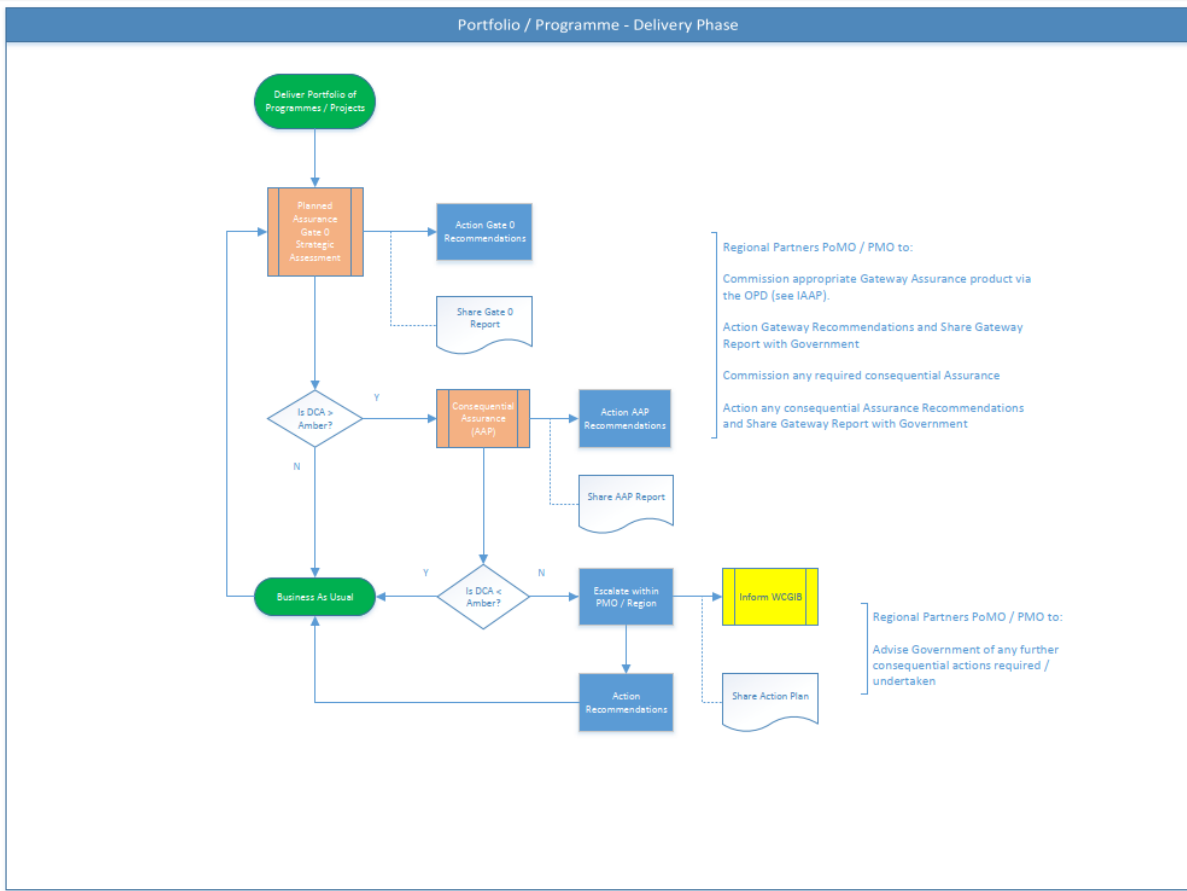 Portfolio / Programme - Delivery Phase
Deliver Portfolio of
Programmes / Projects
Planned
Assurance
Gate 0
Strategic
Assessment
Action Gate 0
Recommendations
Share Gate 0
Report
Regional Partners PoMO / PMO to:
Commission appropriate Gateway Assurance product via
the OPD (see IAAP).
Action Gateway Recommendations and Share Gateway
Report with Government
Commission any required consequential Assurance
Action any consequential Assurance Recommendations
and Share Gateway Report with Government
Is DCA >
Amber?
Y
N
Consequential
Assurance
(AAP)
Action AAP
Recommendations
Share AAP Report
Business As Usual
Y
Is DCA <
Amber?
N
Escalate within
PMO / Region
Inform WCGIB
Regional Partners PoMO / PMO to:
Advise Government of any further
consequential actions required /
undertaken
Action
Recommendations
Share Action Plan